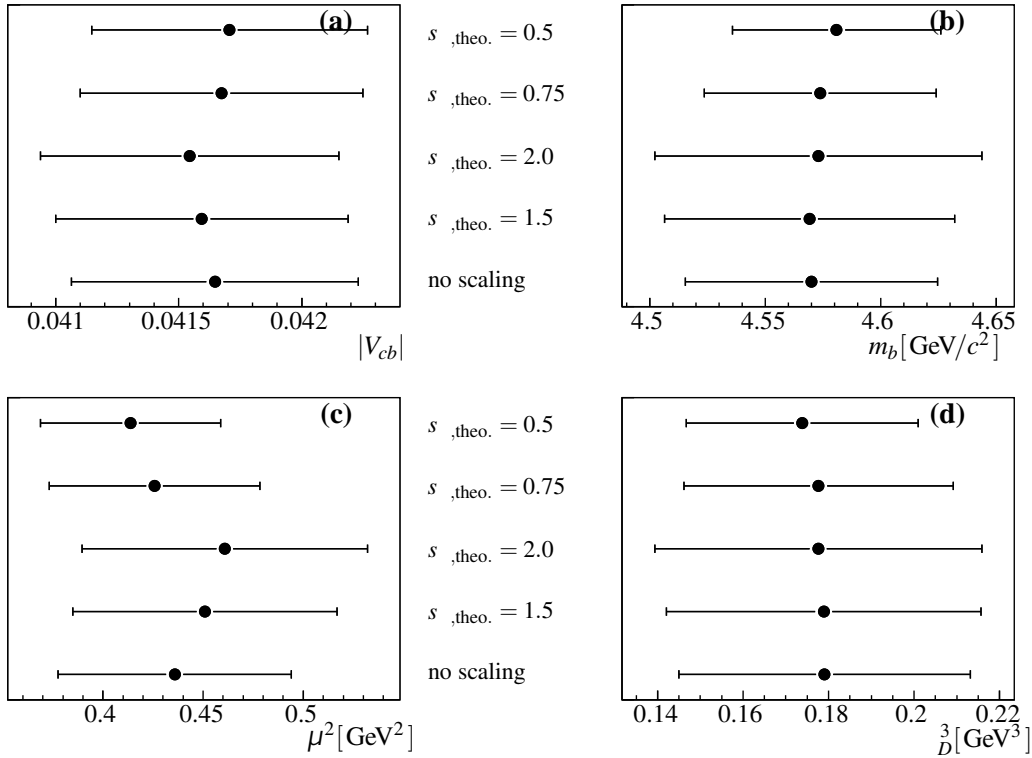 (a)
s ,theo. = 0.5
(b)
s ,theo. = 0.75
s ,theo. = 2.0
s ,theo. = 1.5
no scaling
0.041 0.0415 0.042
|V_cb|
4.5 4.55 4.6 4.65
m_b[GeV/c²]
(c)
s ,theo. = 0.5
(d)
s ,theo. = 0.75
s ,theo. = 2.0
s ,theo. = 1.5
no scaling
0.4 0.45 0.5
μ²[GeV²]
0.14 0.16 0.18 0.2 0.22
³_D[GeV³]